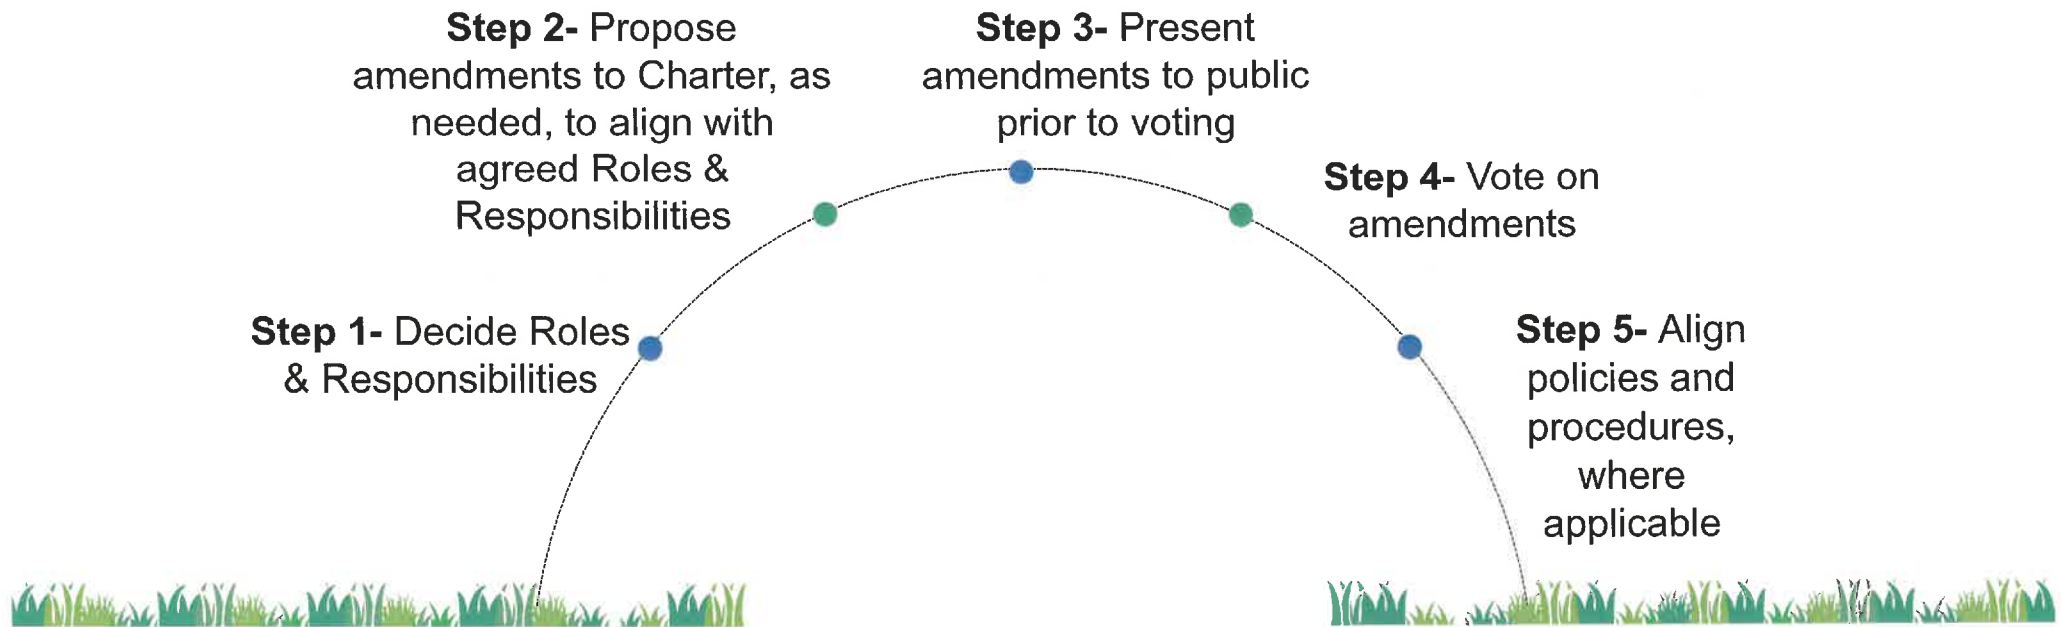 Step 1- Decide Roles
& Responsibilities
Step 2- Propose
amendments to Charter, as
needed, to align with
agreed Roles &
Responsibilities
Step 3- Present
amendments to public
prior to voting
Step 4- Vote on
amendments
Step 5- Align
policies and
procedures,
where
applicable